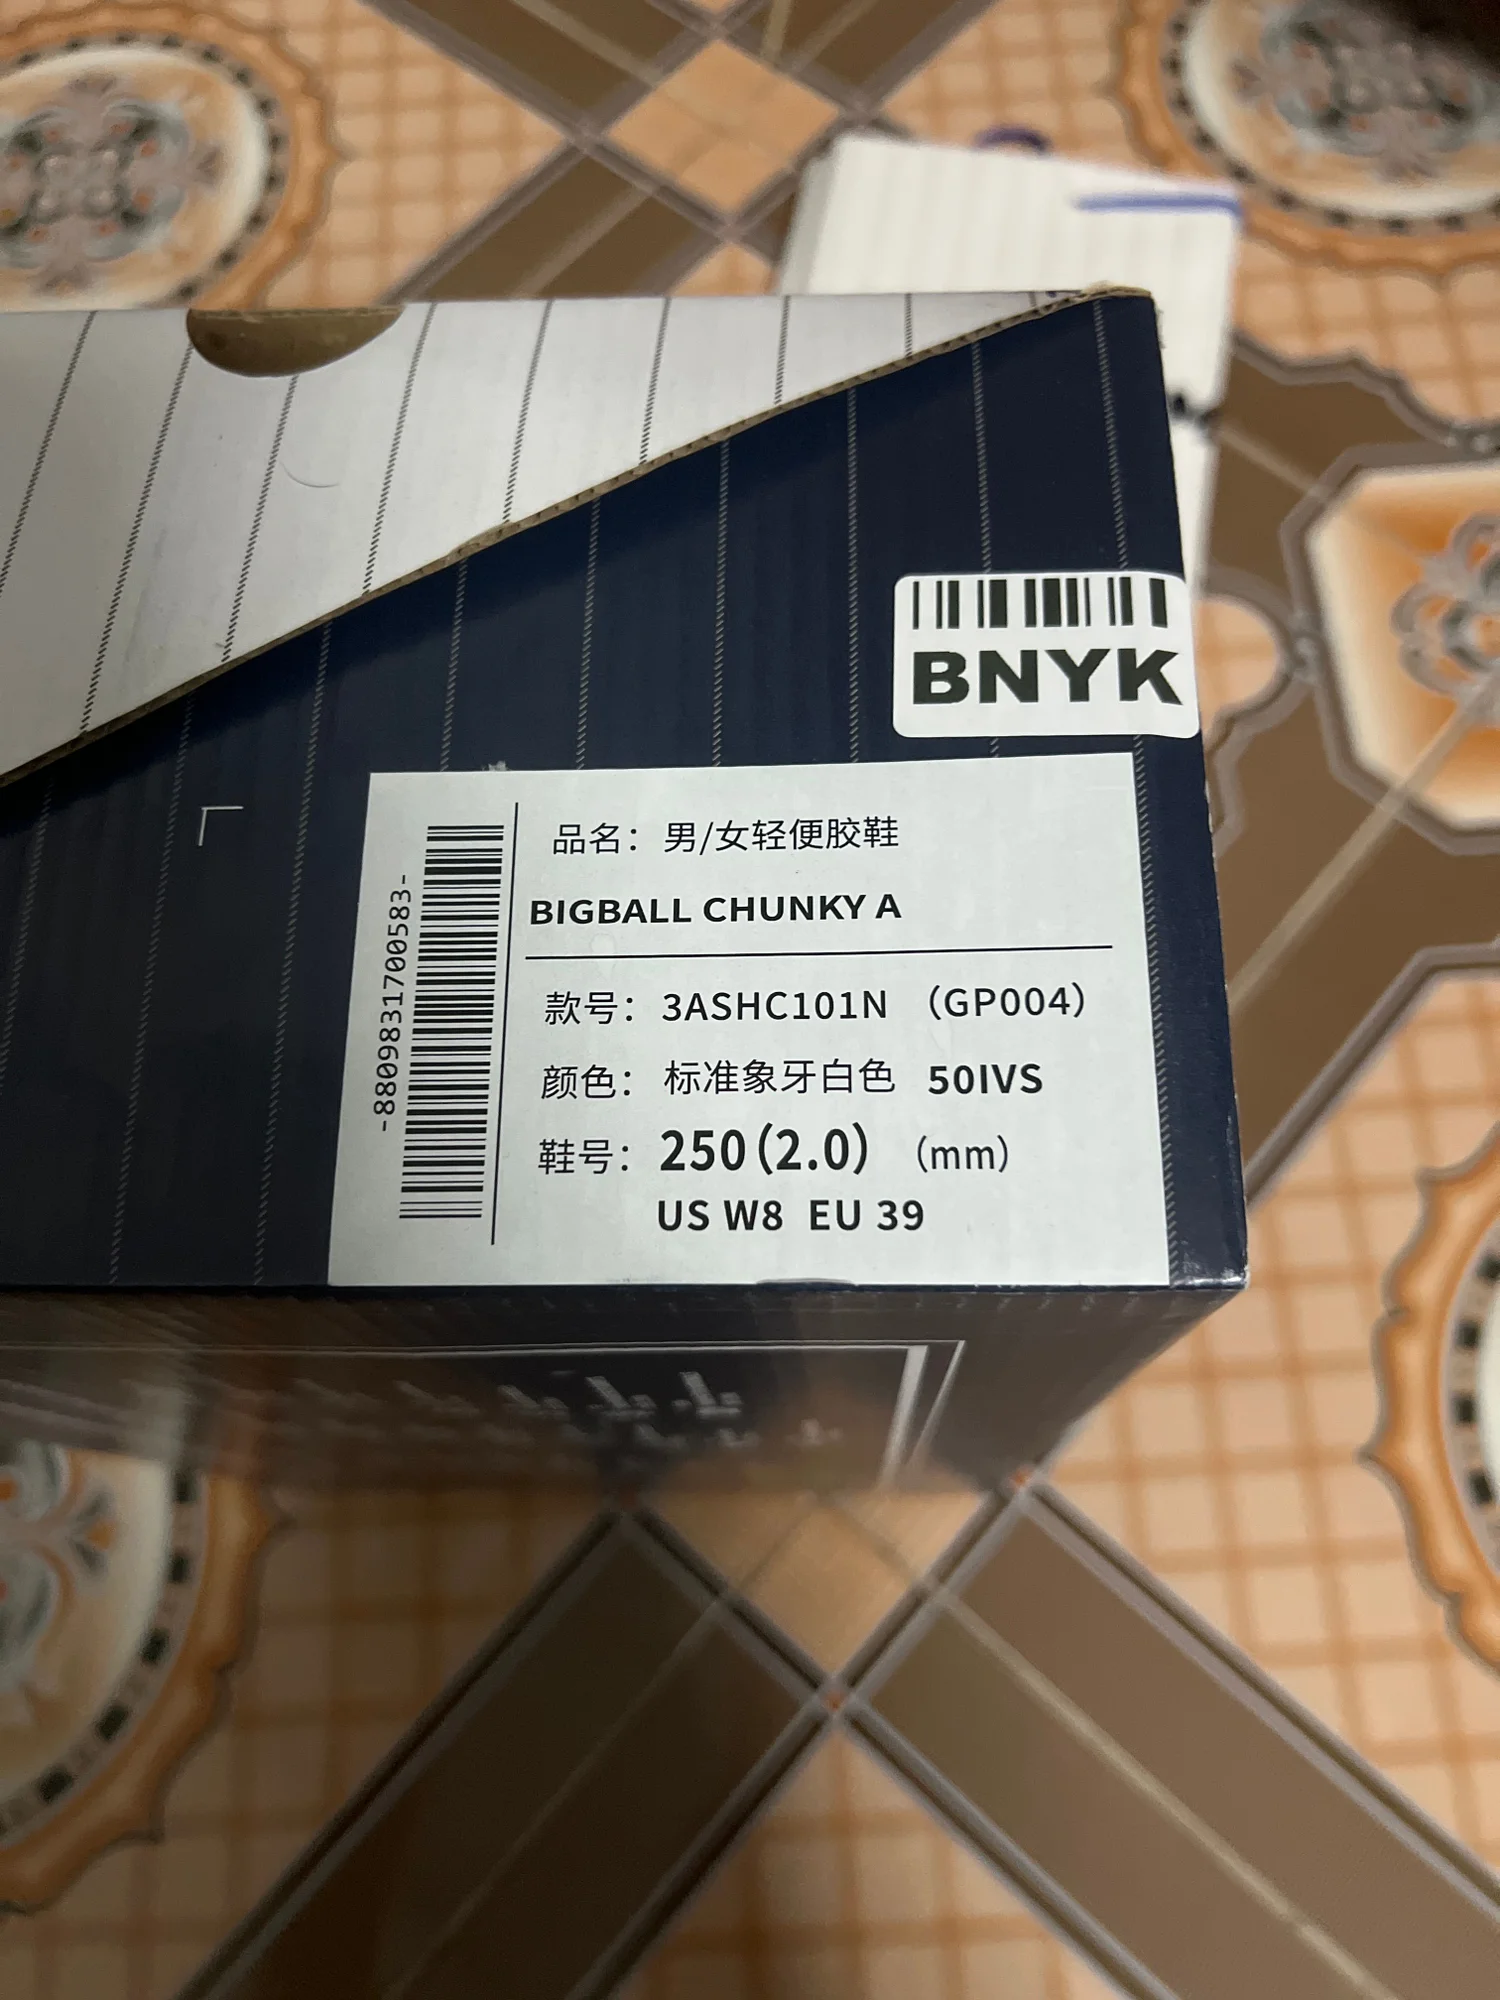 BNYK
品名：男/女轻便胶鞋
BIGBALL CHUNKY A
款号：3ASHC101N （GP004）
颜色：标准象牙白色 50IVS
鞋号：250(2.0) (mm)
US W8 EU 39
-8809831700583-